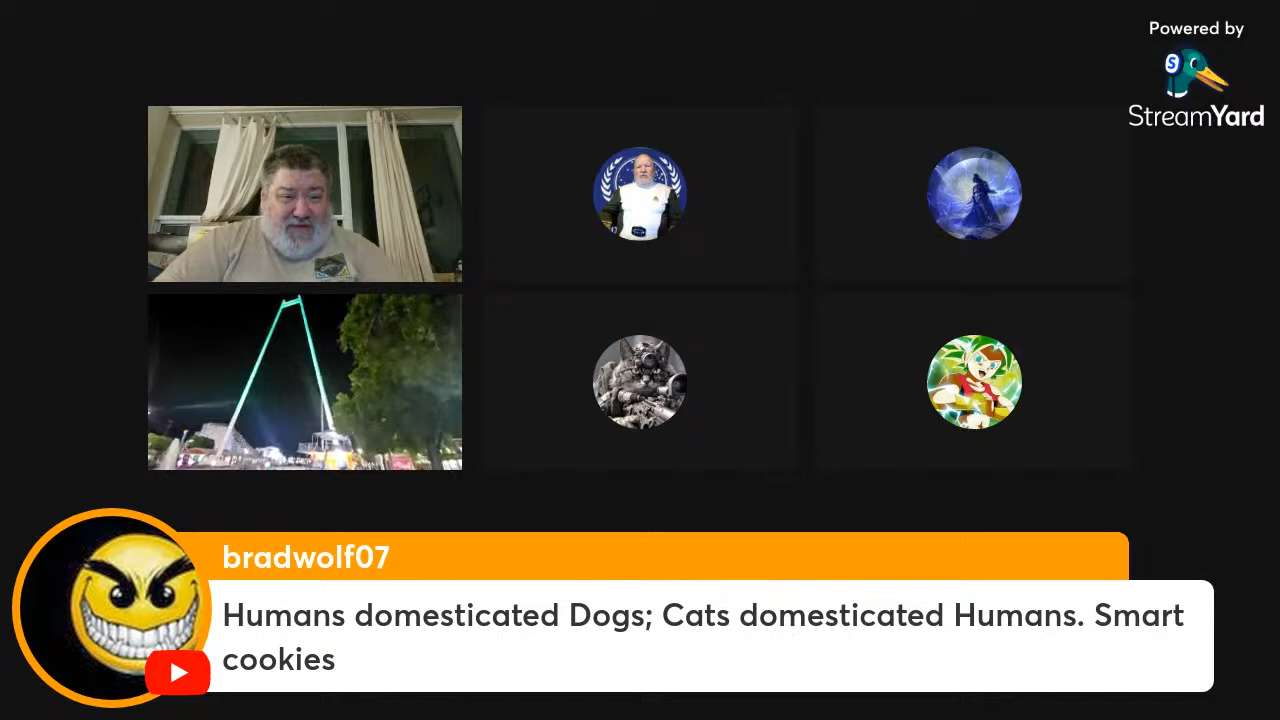 Powered by
StreamYard
bradwolf07
Humans domesticated Dogs; Cats domesticated Humans. Smart
cookies